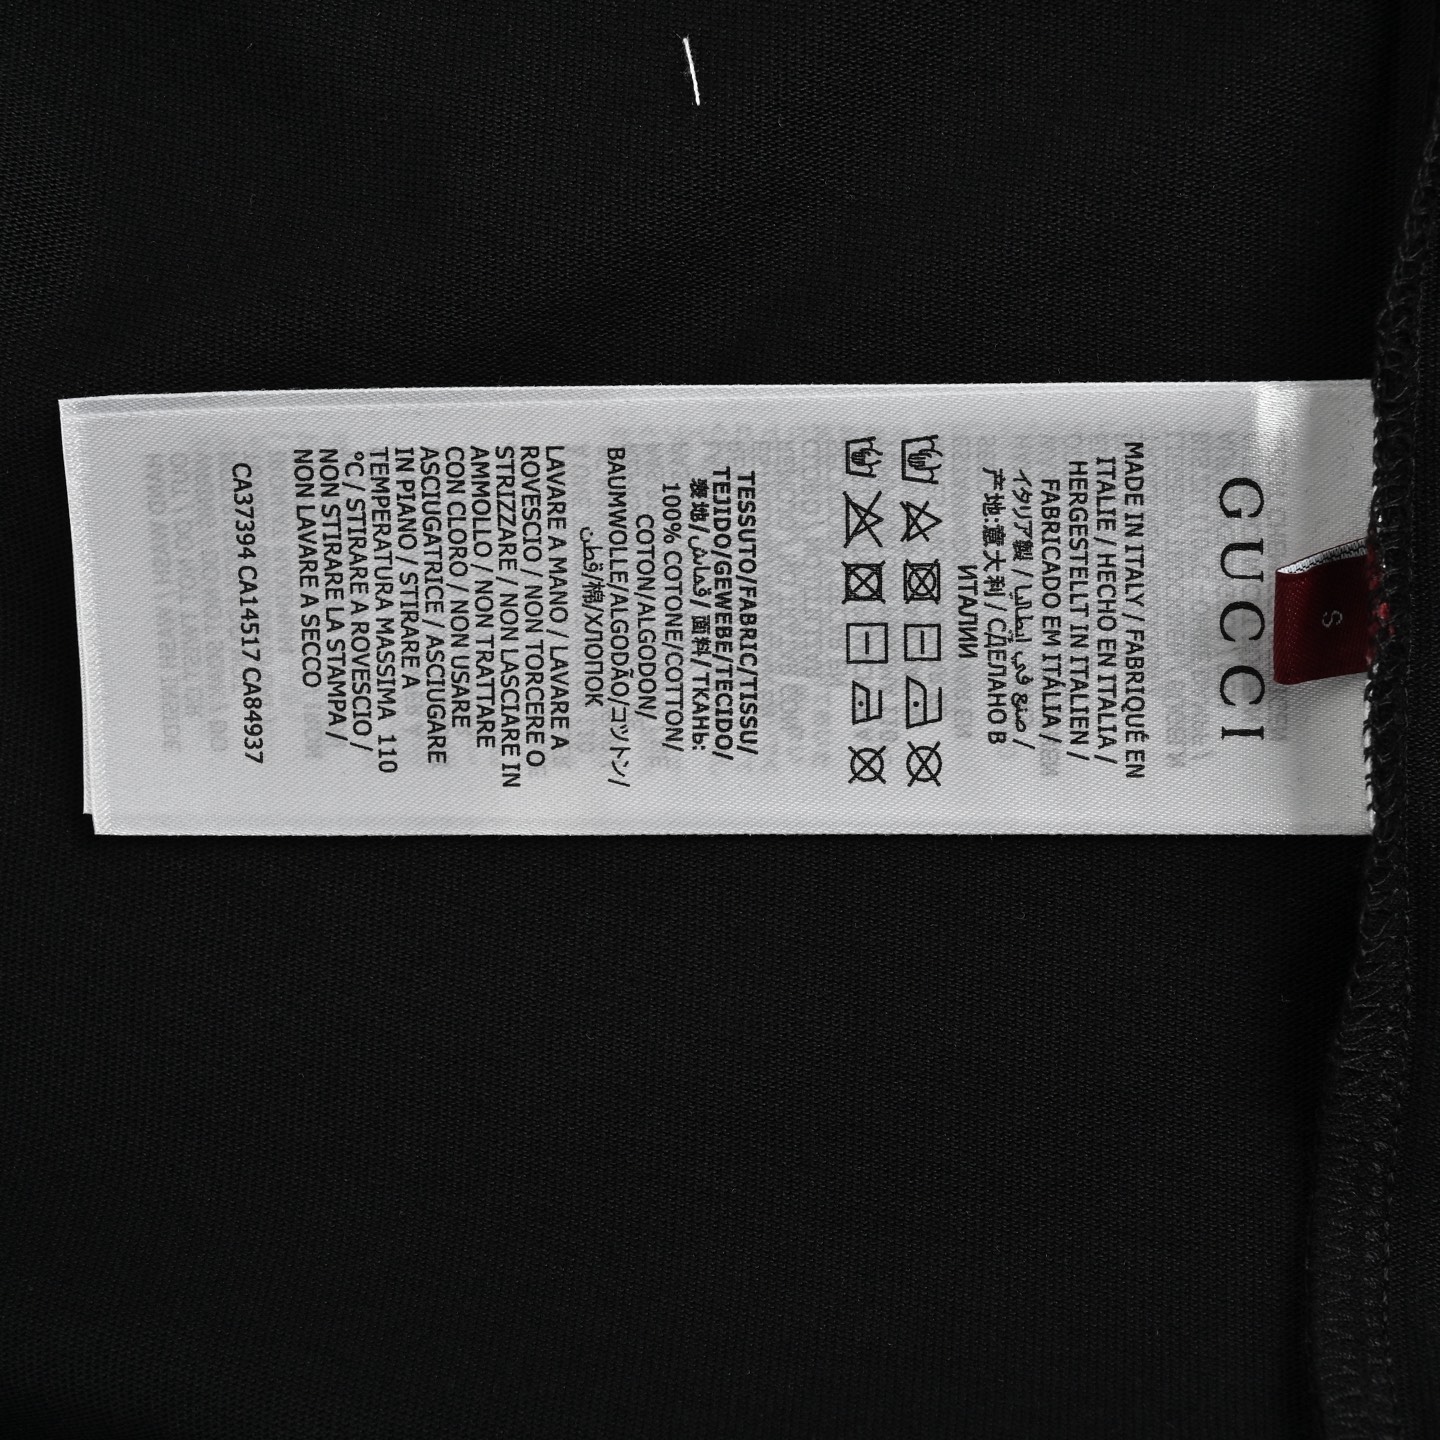 GUCCI
S
MADE IN ITALY / FABRIQUÉ EN
ITALIE / HECHO EN ITALIA /
HERGESTELLT IN ITALIEN /
FABRICADO EM ITÁLIA /
イタリア製 / صنع في ايطاليا /
产地:意大利 / СДЕЛАНО В
ИТАЛИИ
TESSUTO/FABRIC/TISSU/
TEJIDO/GEWEBE/TECIDO/
表地/قماش/面料/ТКАНЬ:
100% COTONE/COTTON/
COTON/ALGODON/
BAUMWOLLE/ALGODÃO/コットン/
قطن/棉/ХЛОПОК
LAVARE A MANO / LAVARE A
ROVESCIO / NON TORCERE O
STRIZZARE / NON LASCIARE IN
AMMOLLO / NON TRATTARE
CON CLORO / NON USARE
ASCIUGATRICE / ASCIUGARE
IN PIANO / STIRARE A
TEMPERATURA MASSIMA 110
°C / STIRARE A ROVESCIO /
NON STIRARE LA STAMPA /
NON LAVARE A SECCO
CA37394 CA14517 CA84937